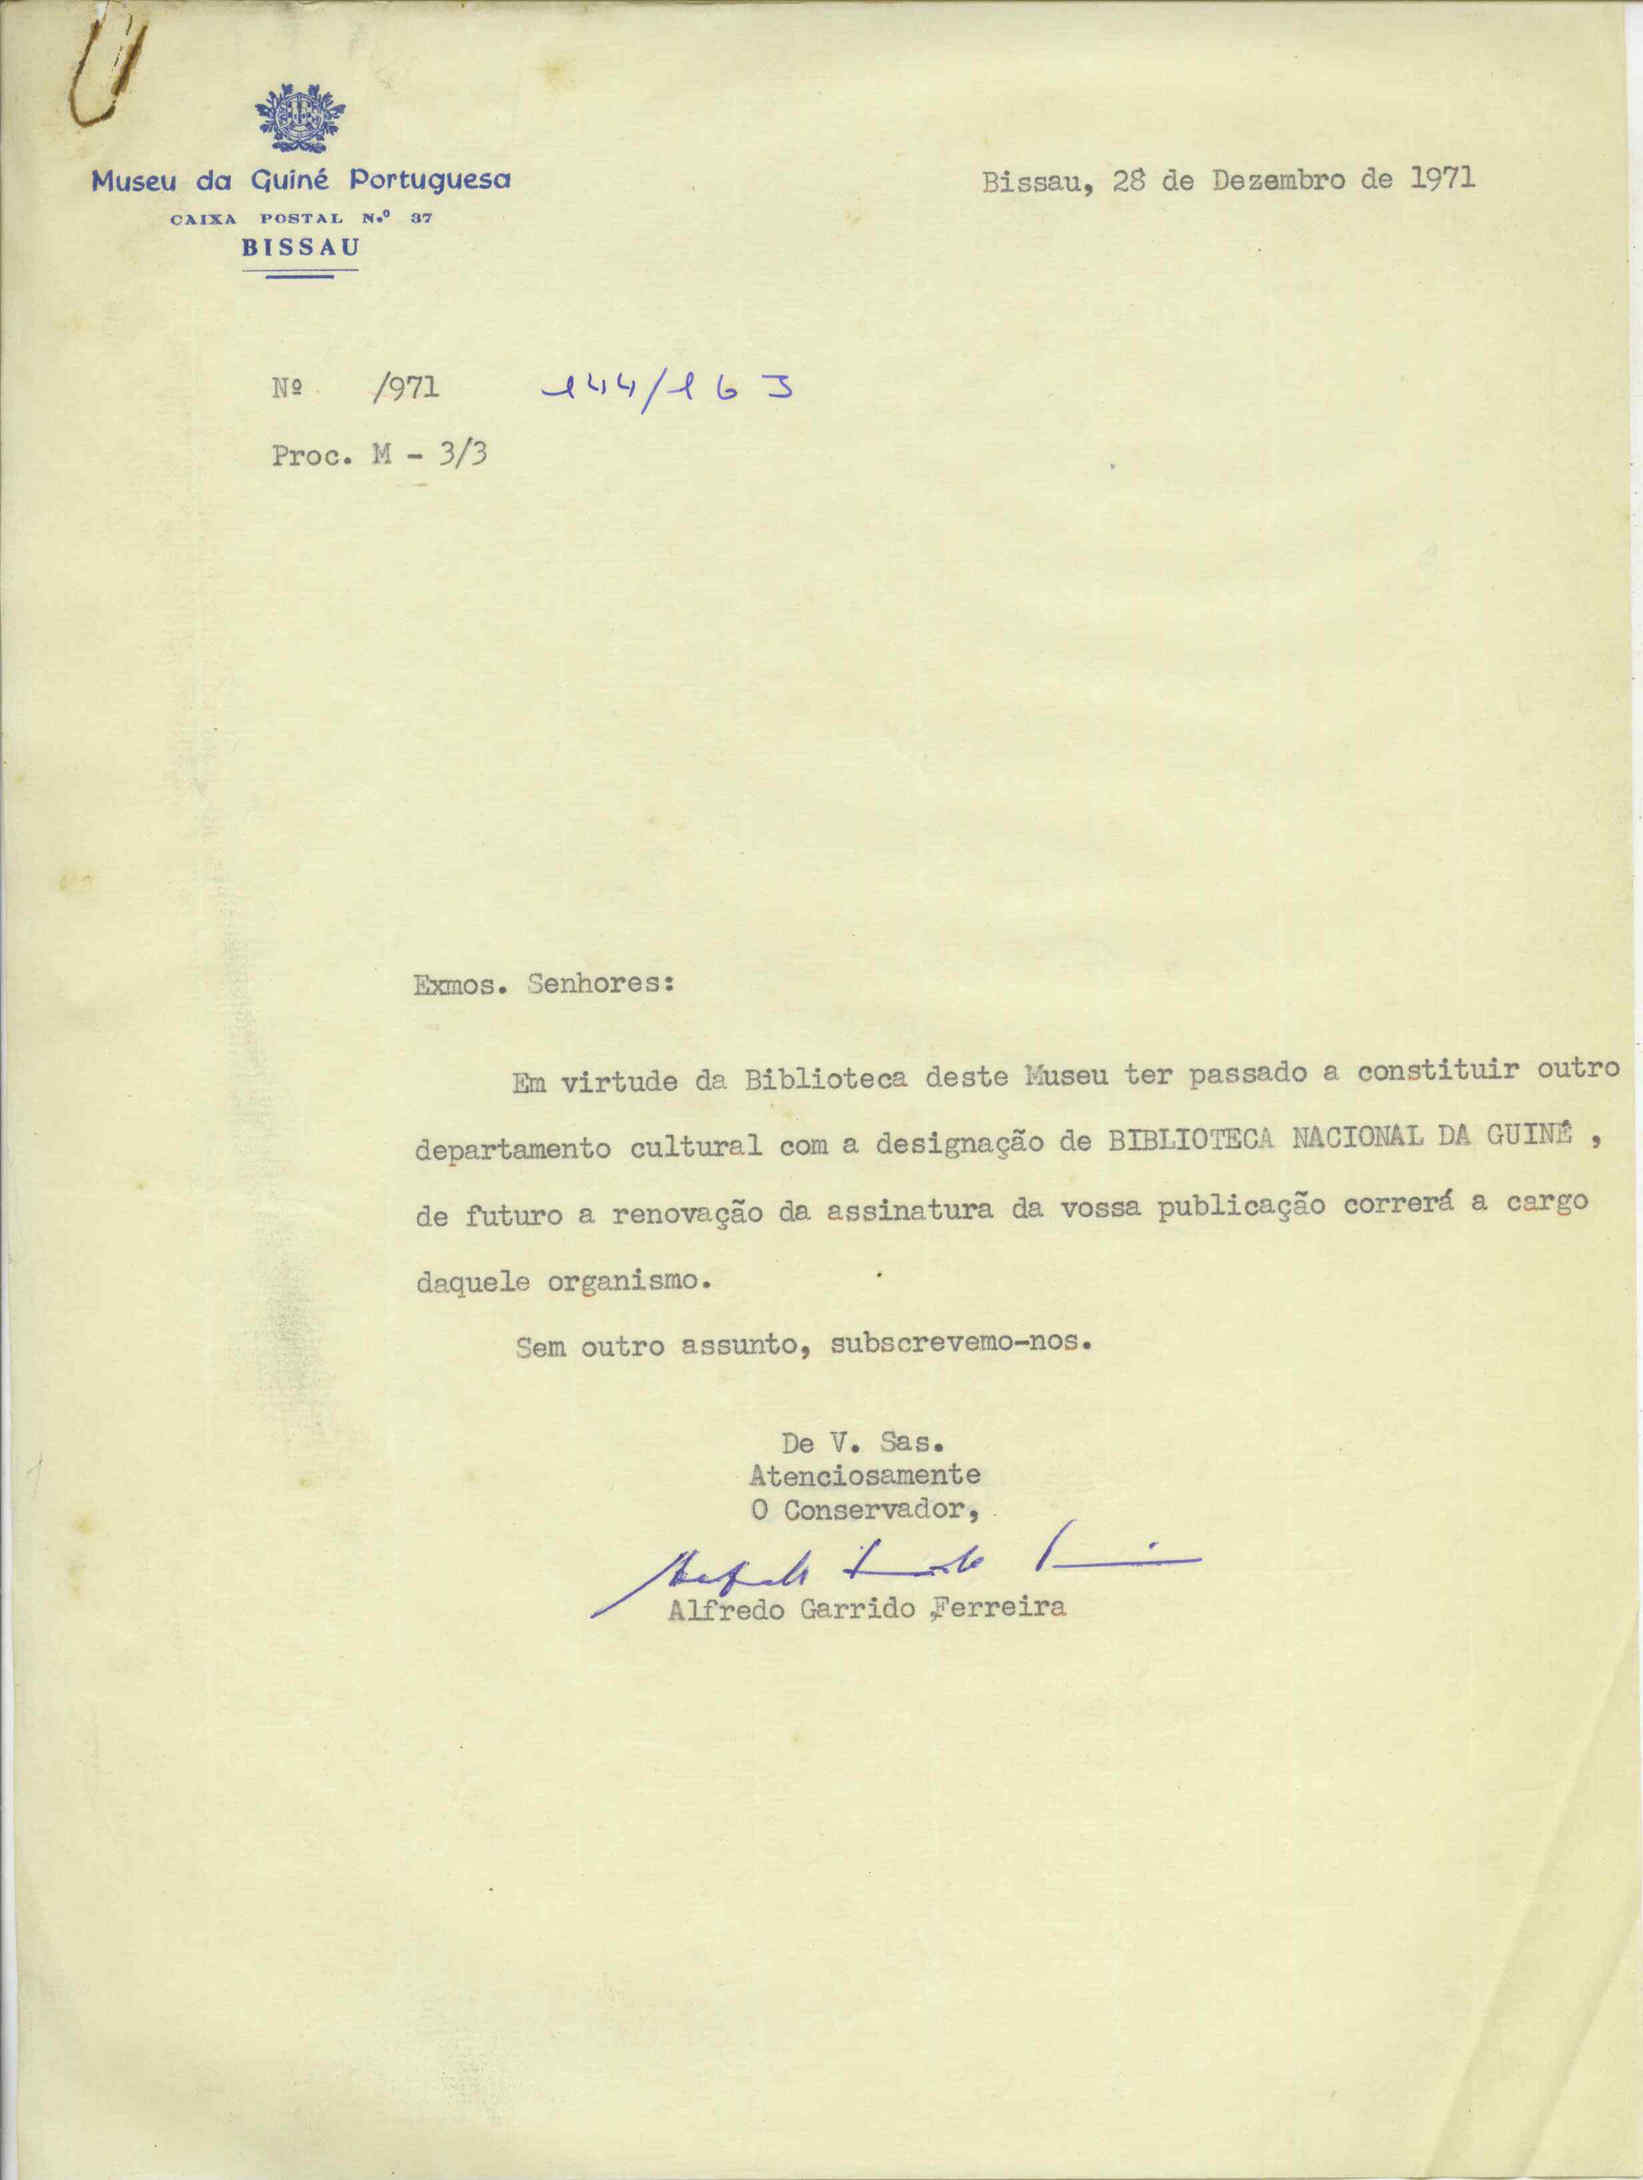 Museu da Guiné Portuguesa
CAIXA POSTAL N.º 37
BISSAU
Bissau, 28 de Dezembro de 1971
Nº /971 144/163
Proc. M - 3/3
Exmos. Senhores:
Em virtude da Biblioteca deste Museu ter passado a constituir outro
departamento cultural com a designação de BIBLIOTECA NACIONAL DA GUINÉ ,
de futuro a renovação da assinatura da vossa publicação correrá a cargo
daquele organismo.
Sem outro assunto, subscrevemo-nos.
De V. Sas.
Atenciosamente
O Conservador,
Alfredo Garrido Ferreira